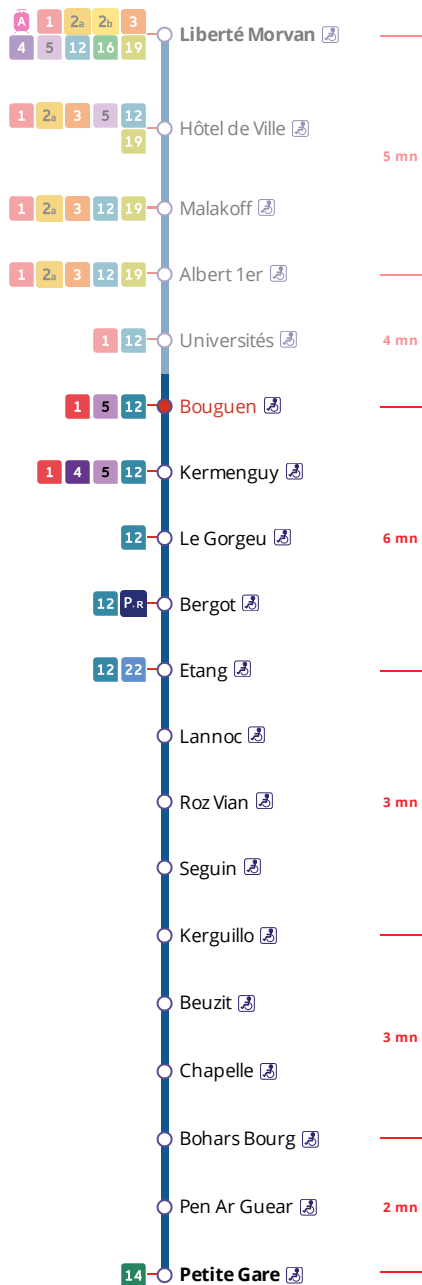 A 1 2a 2b 3
4 5 12 16 19
Liberté Morvan
1 2a 3 5 12
19
Hôtel de Ville
5 mn
1 2a 3 12 19 Malakoff
1 2a 3 12 19 Albert 1er
1 12 Universités 4 mn
1 5 12 Bouguen
1 4 5 12 Kermenguy
12 Le Gorgeu 6 mn
12 P+R Bergot
12 22 Etang
Lannoc
Roz Vian 3 mn
Seguin
Kerguillo
Beuzit
3 mn
Chapelle
Bohars Bourg
Pen Ar Guear 2 mn
14 Petite Gare